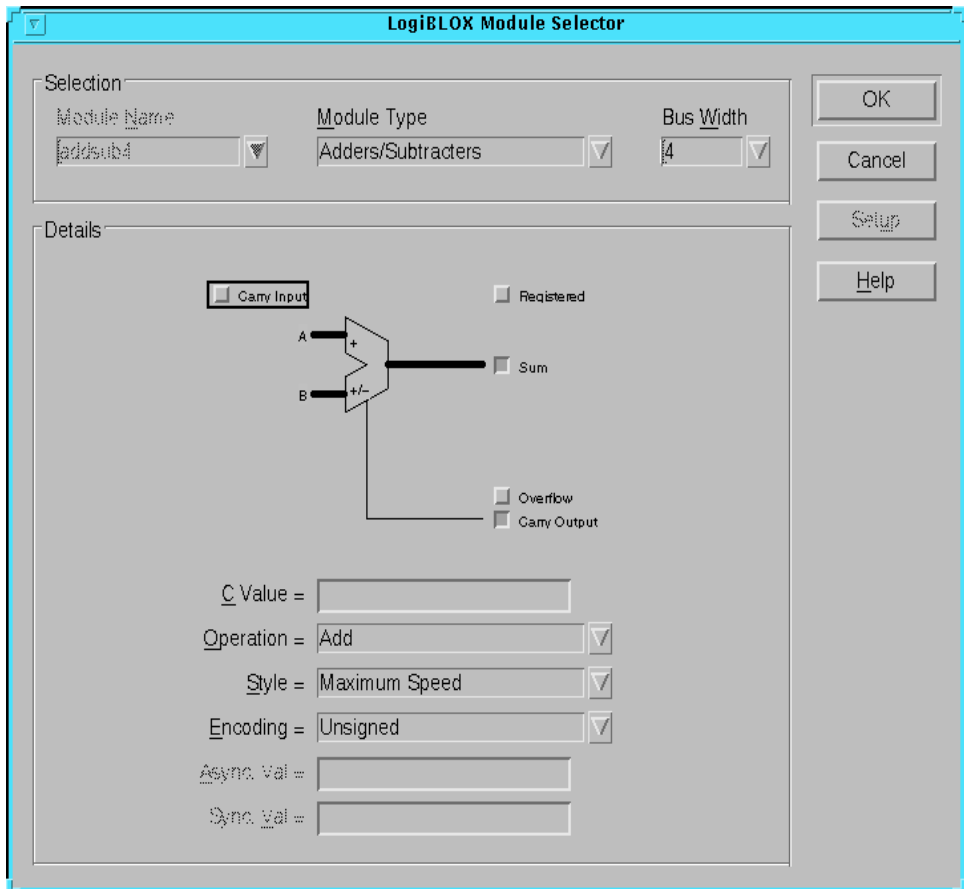 LogiBLOX Module Selector
Selection
Module Name
Module Type
Bus Width
addsub4
Adders/Subtracters
4
OK
Cancel
Setup
Help
Details
Carry Input
Registered
A
+
Sum
B
+/-
Overflow
Carry Output
C Value =
Operation = Add
Style = Maximum Speed
Encoding = Unsigned
Async. Val =
Sync. Val =